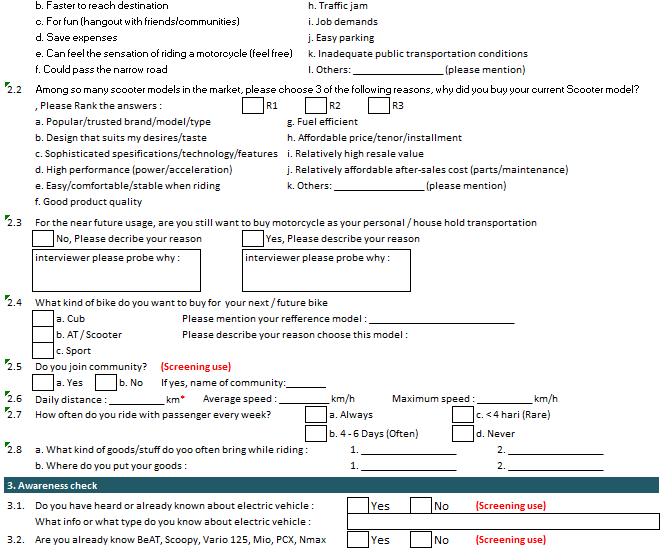 b. Faster to reach destination h. Traffic jam
c. For fun (hangout with friends/communities) i. Job demands
d. Save expenses j. Easy parking
e. Can feel the sensation of riding a motorcycle (feel free) k. Inadequate public transportation conditions
f. Could pass the narrow road l. Others: ________________ (please mention)
2.2 Among so many scooter models in the market, please choose 3 of the following reasons, why did you buy your current Scooter model?
, Please Rank the answers : R1 R2 R3
a. Popular/trusted brand/model/type g. Fuel efficient
b. Design that suits my desires/taste h. Affordable price/tenor/installment
c. Sophisticated spesifications/technology/features i. Relatively high resale value
d. High performance (power/acceleration) j. Relatively affordable after-sales cost (parts/maintenance)
e. Easy/comfortable/stable when riding k. Others: ________________ (please mention)
f. Good product quality
2.3 For the near future usage, are you still want to buy motorcycle as your personal / house hold transportation
No, Please decribe your reason Yes, Please describe your reason
interviewer please probe why : interviewer please probe why :
2.4 What kind of bike do you want to buy for your next / future bike
a. Cub Please mention your refference model : ________________
b. AT / Scooter Please describe your reason choose this model :
c. Sport
2.5 Do you join community? (Screening use)
a. Yes b. No If yes, name of community: ________
2.6 Daily distance : ________ km* Average speed : ________ km/h Maximum speed : ________ km/h
2.7 How often do you ride with passenger every week? a. Always c. < 4 hari (Rare)
b. 4 - 6 Days (Often) d. Never
2.8 a. What kind of goods/stuff do yoo often bring while riding : 1. ________________ 2. ________________
b. Where do you put your goods : 1. ________________ 2. ________________
3. Awareness check
3.1. Do you have heard or already known about electric vehicle : Yes No (Screening use)
What info or what type do you know about electric vehicle :
3.2. Are you already know BeAT, Scoopy, Vario 125, Mio, PCX, Nmax Yes No (Screening use)